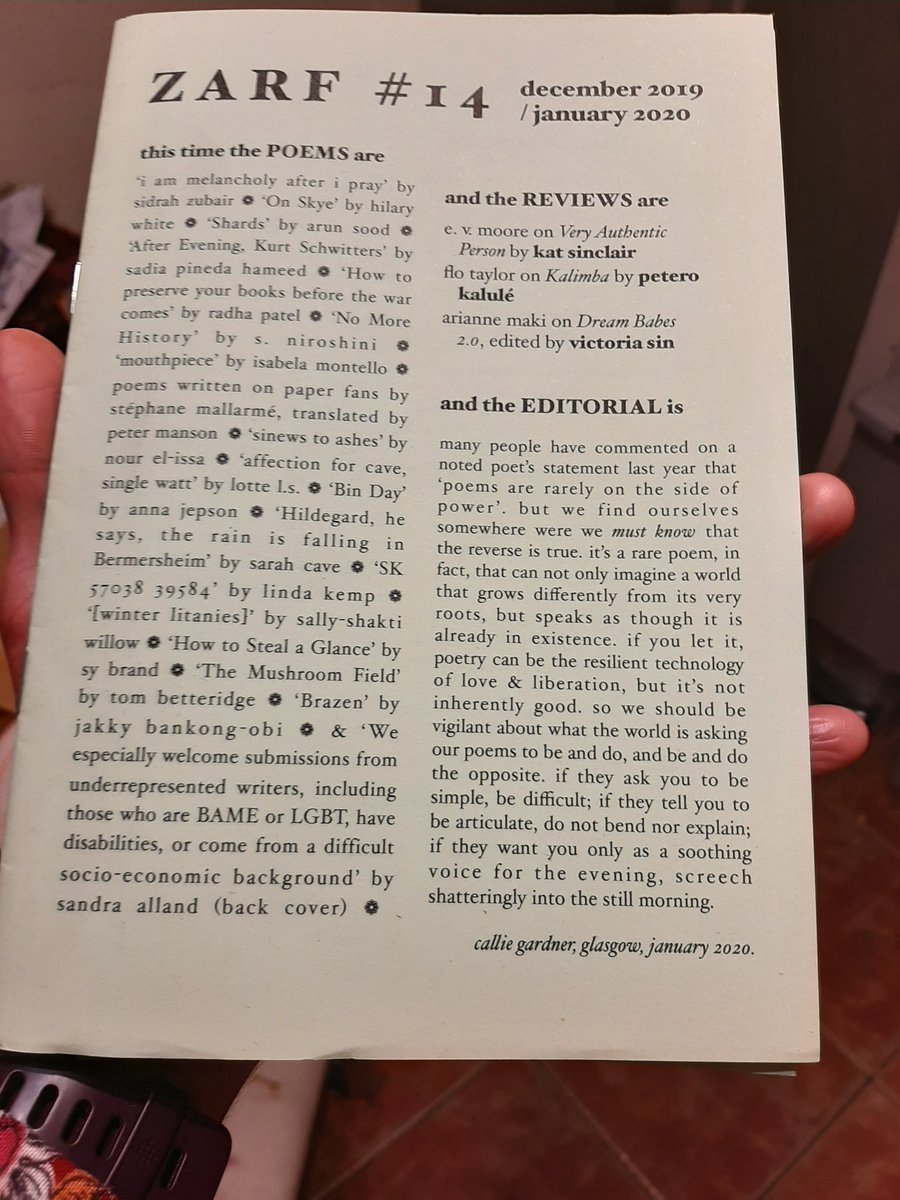 ZARF #14
december 2019
/ january 2020
this time the POEMS are
‘i am melancholy after i pray’ by
sidrah zubair ❁ ‘On Skye’ by hilary
white ❁ ‘Shards’ by arun sood ❁
‘After Evening, Kurt Schwitters’ by
sadia pineda hameed ❁ ‘How to
preserve your books before the war
comes’ by radha patel ❁ ‘No More
History’ by s. niroshini ❁
‘mouthpiece’ by isabela montello ❁
poems written on paper fans by
stéphane mallarmé, translated by
peter manson ❁ ‘sinews to ashes’ by
nour el-issa ❁ ‘affection for cave,
single watt’ by lotte l.s. ❁ ‘Bin Day’
by anna jepson ❁ ‘Hildegard, he
says, the rain is falling in
Bermersheim’ by sarah cave ❁ ‘SK
57038 39584’ by linda kemp ❁
‘[winter litanies]’ by sally-shakti
willow ❁ ‘How to Steal a Glance’ by
sy brand ❁ ‘The Mushroom Field’
by tom betteridge ❁ ‘Brazen’ by
jakky bankong-obi ❁ & ‘We
especially welcome submissions from
underrepresented writers, including
those who are BAME or LGBT, have
disabilities, or come from a difficult
socio-economic background’ by
sandra alland (back cover) ❁
and the REVIEWS are
e. v. moore on Very Authentic
Person by kat sinclair
flo taylor on Kalimba by petero
kalulé
arianne maki on Dream Babes
2.0, edited by victoria sin
and the EDITORIAL is
many people have commented on a
noted poet’s statement last year that
‘poems are rarely on the side of
power’. but we find ourselves
somewhere were we must know that
the reverse is true. it’s a rare poem, in
fact, that can not only imagine a world
that grows differently from its very
roots, but speaks as though it is
already in existence. if you let it,
poetry can be the resilient technology
of love & liberation, but it’s not
inherently good. so we should be
vigilant about what the world is asking
our poems to be and do, and be and do
the opposite. if they ask you to be
simple, be difficult; if they tell you to
be articulate, do not bend nor explain;
if they want you only as a soothing
voice for the evening, screech
shatteringly into the still morning.
callie gardner, glasgow, january 2020.